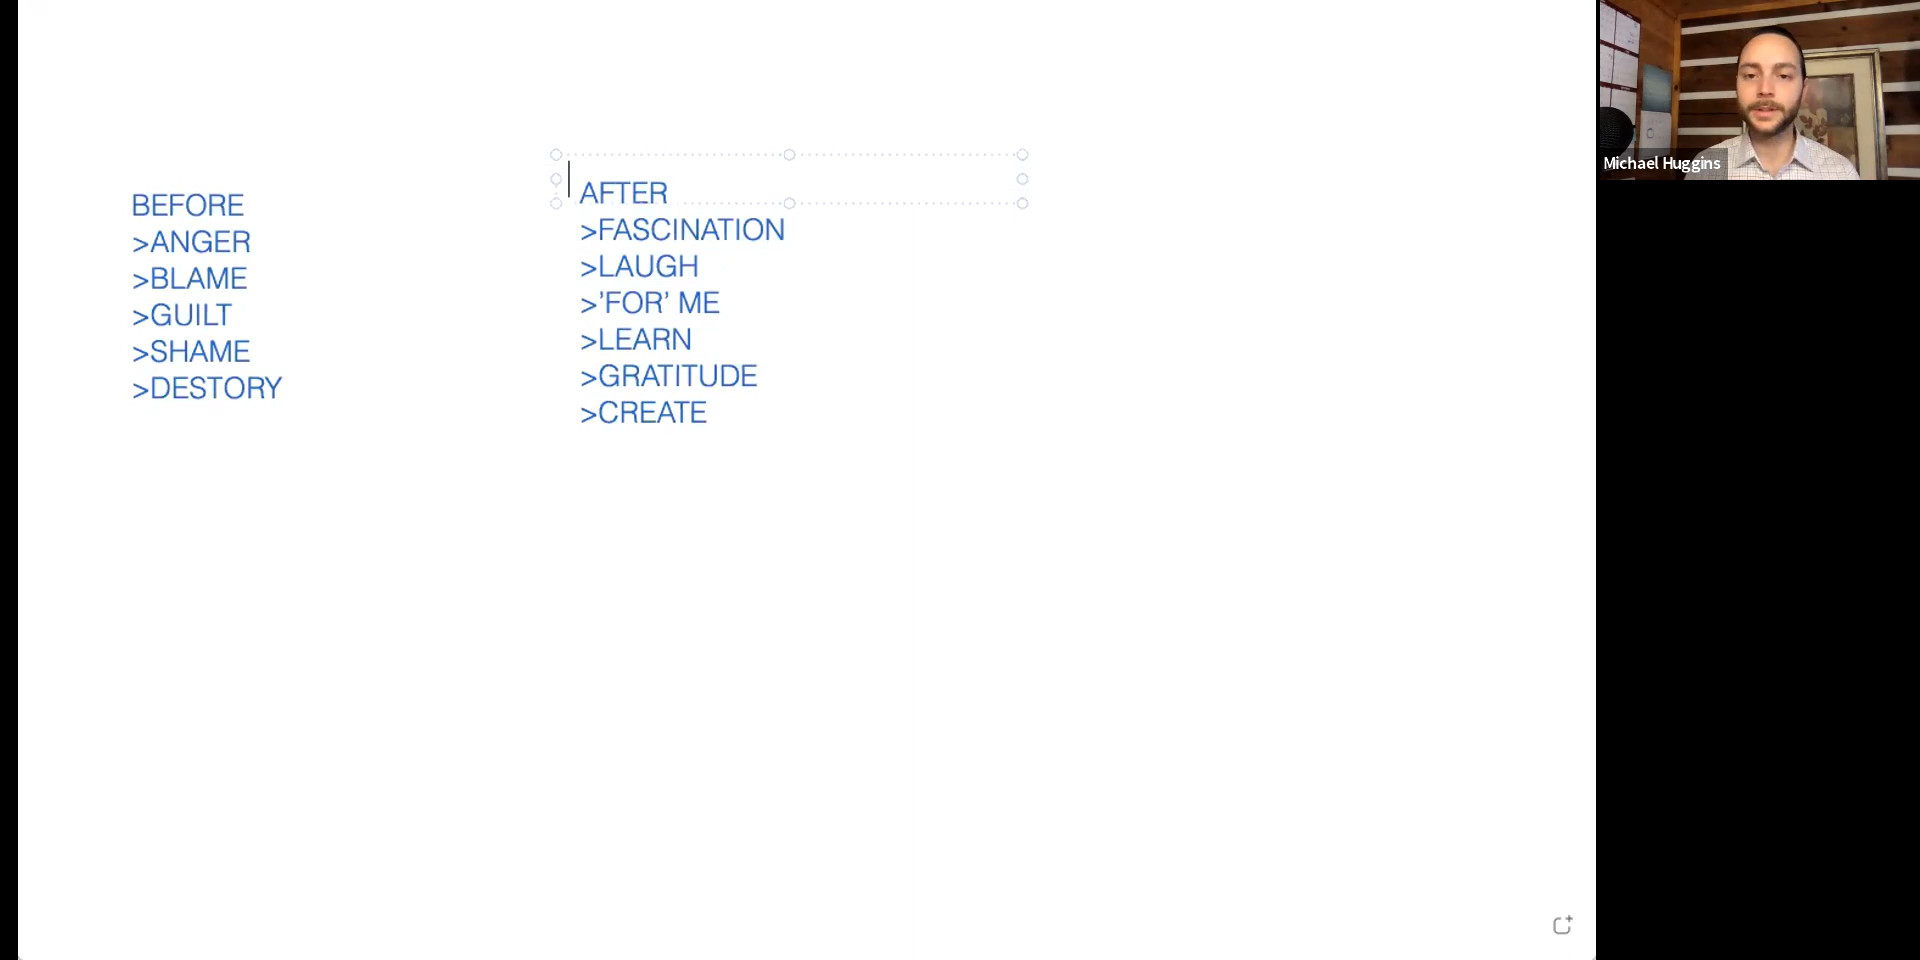 BEFORE
>ANGER
>BLAME
>GUILT
>SHAME
>DESTORY
AFTER
>FASCINATION
>LAUGH
>’FOR’ ME
>LEARN
>GRATITUDE
>CREATE
Michael Huggins